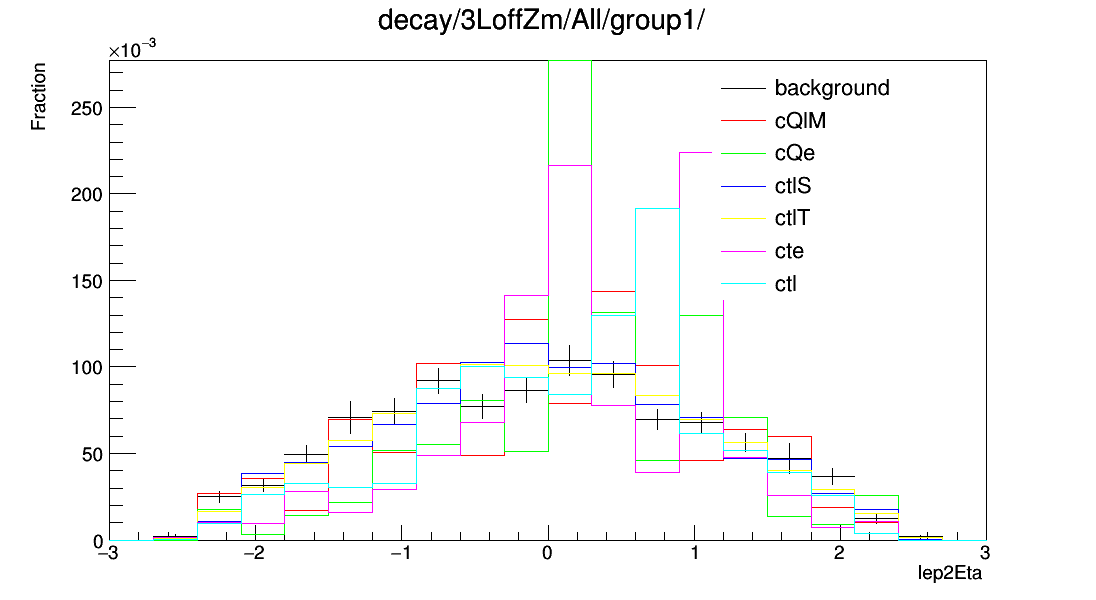 decay/3LoffZm/All/group1/
×10⁻³
Fraction
250
200
150
100
50
0
background
cQlM
cQe
ctlS
ctlT
cte
ctl
−3 −2 −1 0 1 2 3
lep2Eta